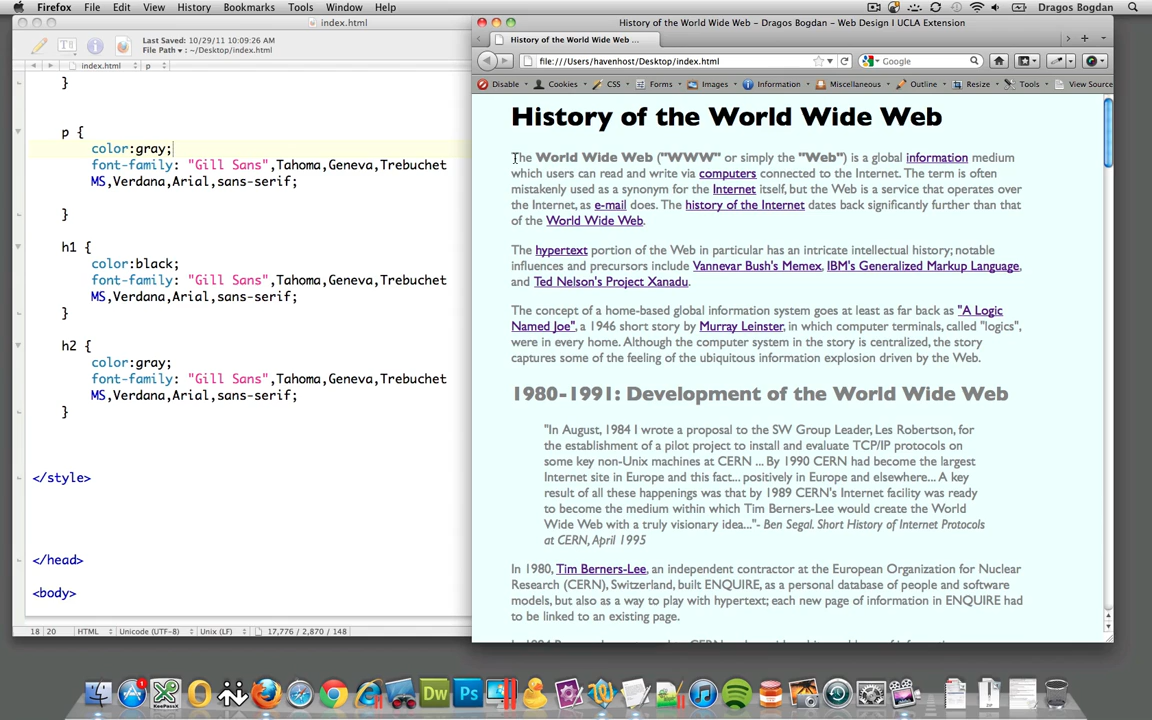 Firefox File Edit View History Bookmarks Tools Window Help Dragos Bogdan
index.html
Last Saved: 10/29/11 10:09:26 AM
File Path ▾ : ~/Desktop/index.html
index.html p
}
p {
color:gray;
font-family: "Gill Sans",Tahoma,Geneva,Trebuchet
MS,Verdana,Arial,sans-serif;
}
h1 {
color:black;
font-family: "Gill Sans",Tahoma,Geneva,Trebuchet
MS,Verdana,Arial,sans-serif;
}
h2 {
color:gray;
font-family: "Gill Sans",Tahoma,Geneva,Trebuchet
MS,Verdana,Arial,sans-serif;
}
</style>
</head>
<body>
18 20 HTML Unicode (UTF-8) Unix (LF) 17,776 / 2,870 / 148
History of the World Wide Web - Dragos Bogdan - Web Design | UCLA Extension
History of the World Wide Web ...
file:///Users/havenhost/Desktop/index.html Google
Disable Cookies CSS Forms Images Information Miscellaneous Outline Resize Tools View Source
History of the World Wide Web
The World Wide Web ("WWW" or simply the "Web") is a global information medium
which users can read and write via computers connected to the Internet. The term is often
mistakenly used as a synonym for the Internet itself, but the Web is a service that operates over
the Internet, as e-mail does. The history of the Internet dates back significantly further than that
of the World Wide Web.
The hypertext portion of the Web in particular has an intricate intellectual history; notable
influences and precursors include Vannevar Bush's Memex, IBM's Generalized Markup Language,
and Ted Nelson's Project Xanadu.
The concept of a home-based global information system goes at least as far back as "A Logic
Named Joe", a 1946 short story by Murray Leinster, in which computer terminals, called "logics",
were in every home. Although the computer system in the story is centralized, the story
captures some of the feeling of the ubiquitous information explosion driven by the Web.
1980-1991: Development of the World Wide Web
"In August, 1984 I wrote a proposal to the SW Group Leader, Les Robertson, for
the establishment of a pilot project to install and evaluate TCP/IP protocols on
some key non-Unix machines at CERN ... By 1990 CERN had become the largest
Internet site in Europe and this fact... positively in Europe and elsewhere... A key
result of all these happenings was that by 1989 CERN's Internet facility was ready
to become the medium within which Tim Berners-Lee would create the World
Wide Web with a truly visionary idea..."- Ben Segal. Short History of Internet Protocols
at CERN, April 1995
In 1980, Tim Berners-Lee, an independent contractor at the European Organization for Nuclear
Research (CERN), Switzerland, built ENQUIRE, as a personal database of people and software
models, but also as a way to play with hypertext; each new page of information in ENQUIRE had
to be linked to an existing page.
Dw Ps